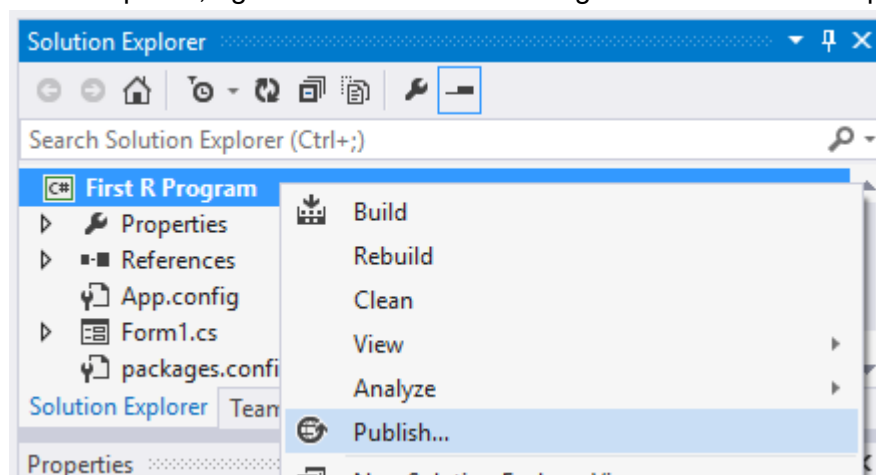 Solution Explorer
Search Solution Explorer (Ctrl+;)
C# First R Program
Properties
References
App.config
Form1.cs
packages.confi
Build
Rebuild
Clean
View
Analyze
Publish...
Solution Explorer Team
Properties